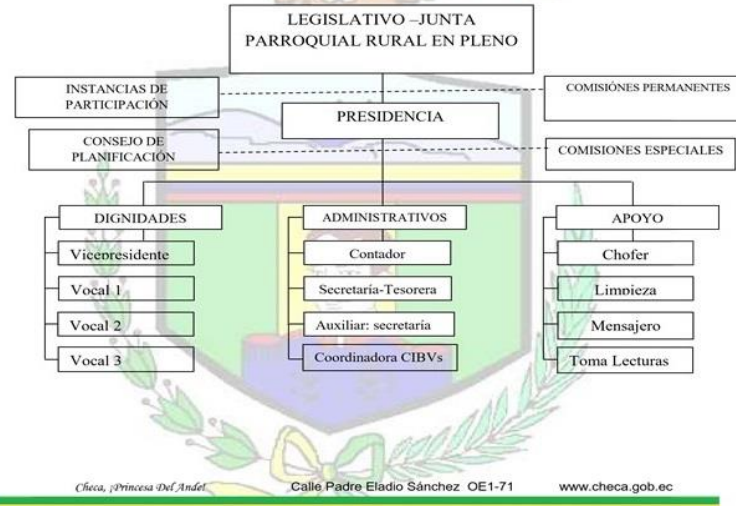 LEGISLATIVO –JUNTA
PARROQUIAL RURAL EN PLENO
INSTANCIAS DE
PARTICIPACIÓN
COMISIÓNES PERMANENTES
PRESIDENCIA
CONSEJO DE
PLANIFICACIÓN
COMISIONES ESPECIALES
DIGNIDADES
Vicepresidente
Vocal 1
Vocal 2
Vocal 3
ADMINISTRATIVOS
Contador
Secretaría-Tesorera
Auxiliar: secretaría
Coordinadora CIBVs
APOYO
Chofer
Limpieza
Mensajero
Toma Lecturas
Checa, ¡Princesa Del Ande!
Calle Padre Eladio Sánchez OE1-71
www.checa.gob.ec